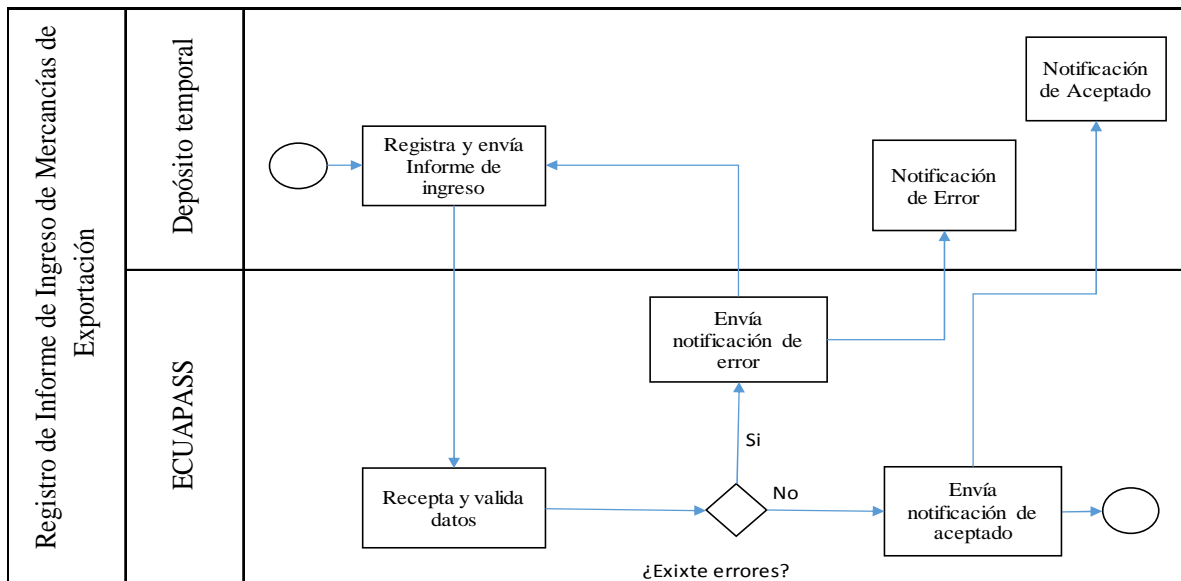 Registro de Informe de Ingreso de Mercancías de
Exportación
Depósito temporal
ECUAPASS
Registra y envía
Informe de
ingreso
Notificación
de Error
Notificación
de Aceptado
Envía
notificación de
error
Si
Recepta y valida
datos
No
Envía
notificación de
aceptado
¿Exixte errores?